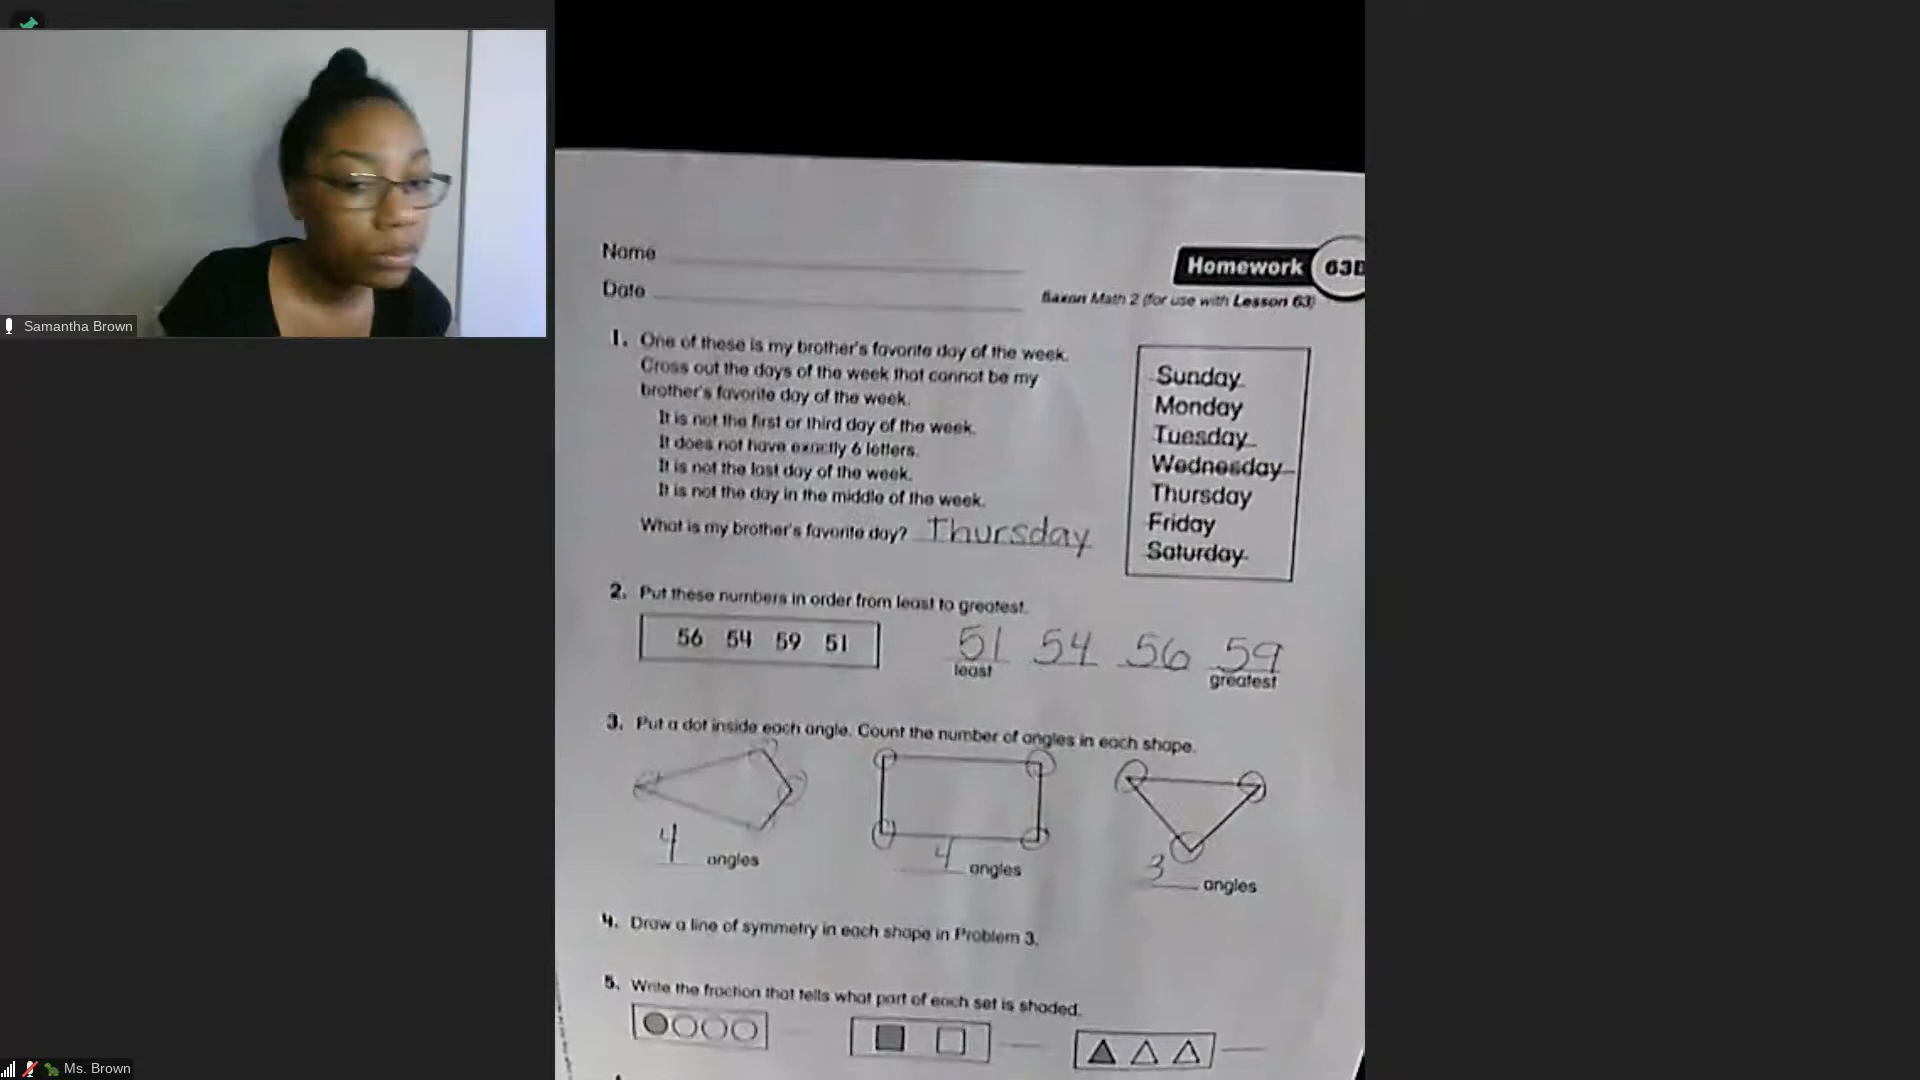 Samantha Brown
Name
Date
Homework 63D
Saxon Math 2 (for use with Lesson 63)
1. One of these is my brother's favorite day of the week.
Cross out the days of the week that cannot be my
brother's favorite day of the week.
It is not the first or third day of the week.
It does not have exactly 6 letters.
It is not the last day of the week.
It is not the day in the middle of the week.
What is my brother's favorite day? Thursday
Sunday
Monday
Tuesday
Wednesday
Thursday
Friday
Saturday
2. Put these numbers in order from least to greatest.
56 54 59 51
51 54 56 59
least greatest
3. Put a dot inside each angle. Count the number of angles in each shape.
4 angles 4 angles 3 angles
4. Draw a line of symmetry in each shape in Problem 3.
5. Write the fraction that tells what part of each set is shaded.
Ms. Brown